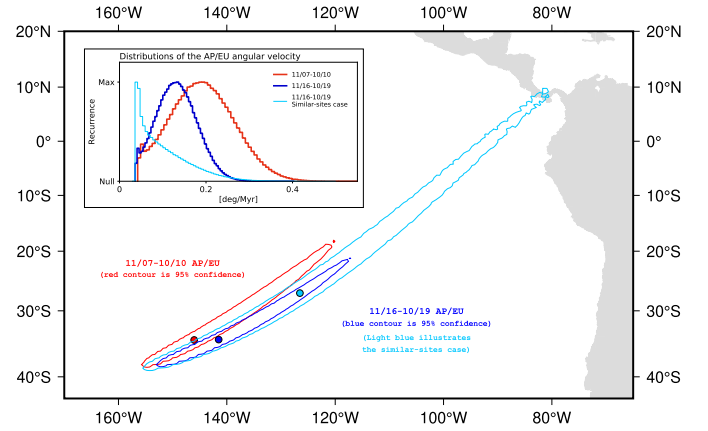 160°W 140°W 120°W 100°W 80°W
20°N 20°N
Distributions of the AP/EU angular velocity
Max
Null
Recurrence
11/07-10/10
11/16-10/19
11/16-10/19
Similar-sites case
0 0.2 0.4
[deg/Myr]
10°N 10°N
0° 0°
10°S 10°S
20°S 20°S
11/07-10/10 AP/EU
(red contour is 95% confidence)
30°S 30°S
11/16-10/19 AP/EU
(blue contour is 95% confidence)
(Light blue illustrates
the similar-sites case)
40°S 40°S
160°W 140°W 120°W 100°W 80°W